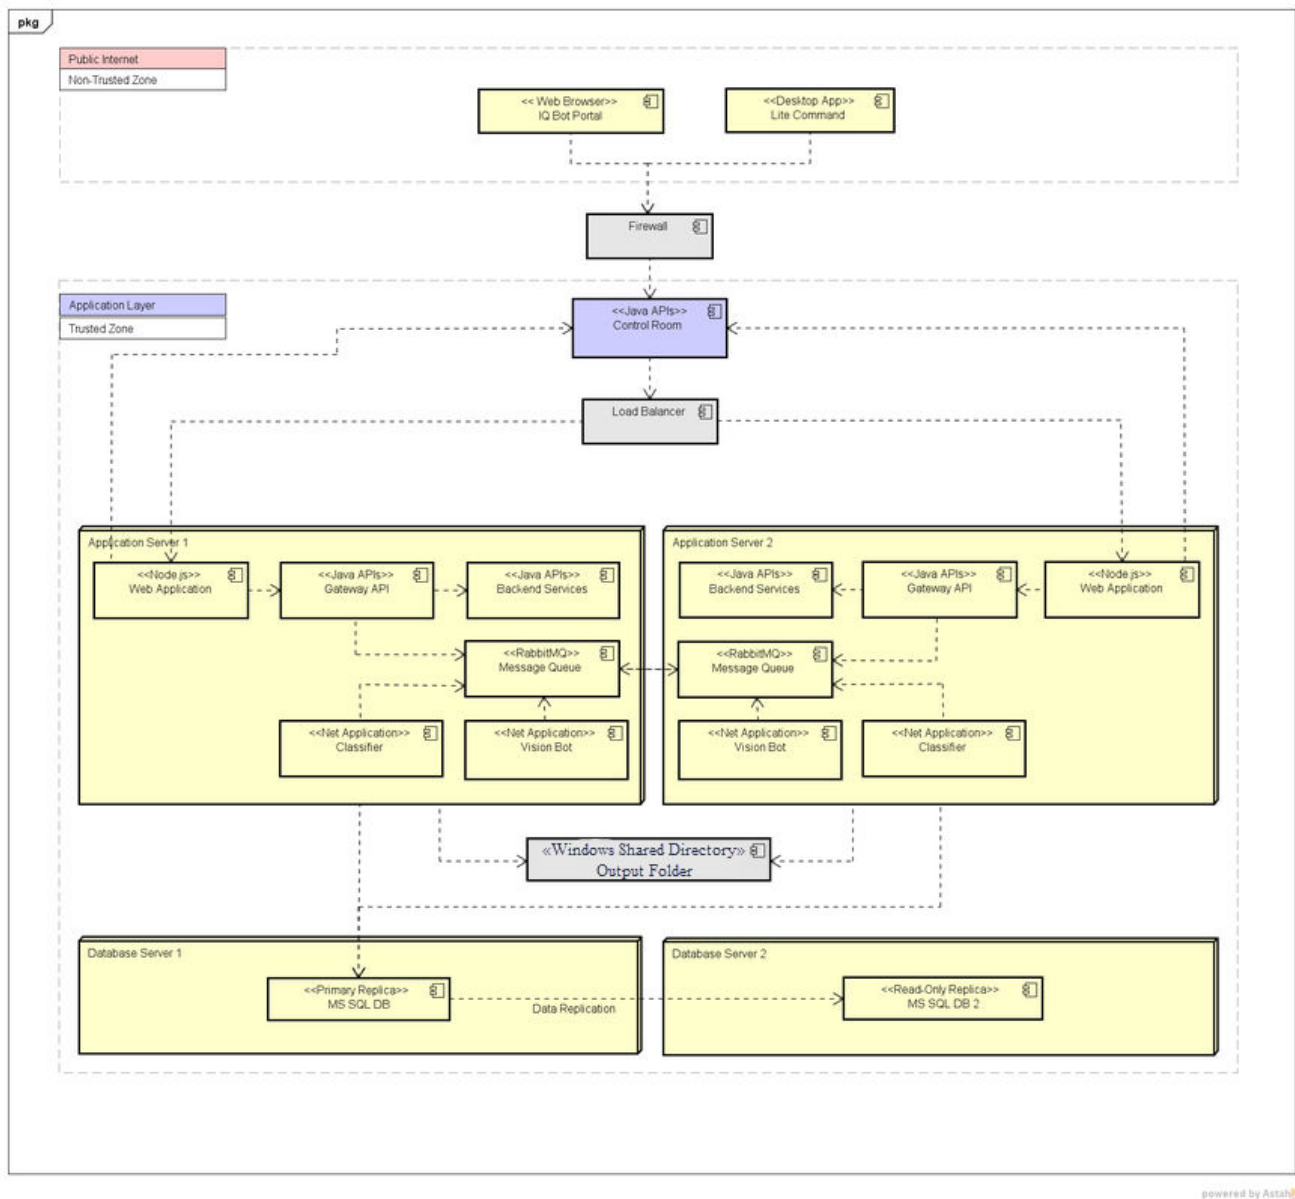 pkg
Public Internet
Non-Trusted Zone
<< Web Browser>>
IQ Bot Portal
<<Desktop App>>
Lite Command
Firewall
Application Layer
Trusted Zone
<<Java APIs>>
Control Room
Load Balancer
Application Server 1
<<Node.js>>
Web Application
<<Java APIs>>
Gateway API
<<Java APIs>>
Backend Services
<<RabbitMQ>>
Message Queue
<<Net Application>>
Classifier
<<Net Application>>
Vision Bot
Application Server 2
<<Java APIs>>
Backend Services
<<Java APIs>>
Gateway API
<<Node.js>>
Web Application
<<RabbitMQ>>
Message Queue
<<Net Application>>
Vision Bot
<<Net Application>>
Classifier
«Windows Shared Directory»
Output Folder
Database Server 1
<<Primary Replica>>
MS SQL DB
Data Replication
Database Server 2
<<Read-Only Replica>>
MS SQL DB 2
powered by Astah